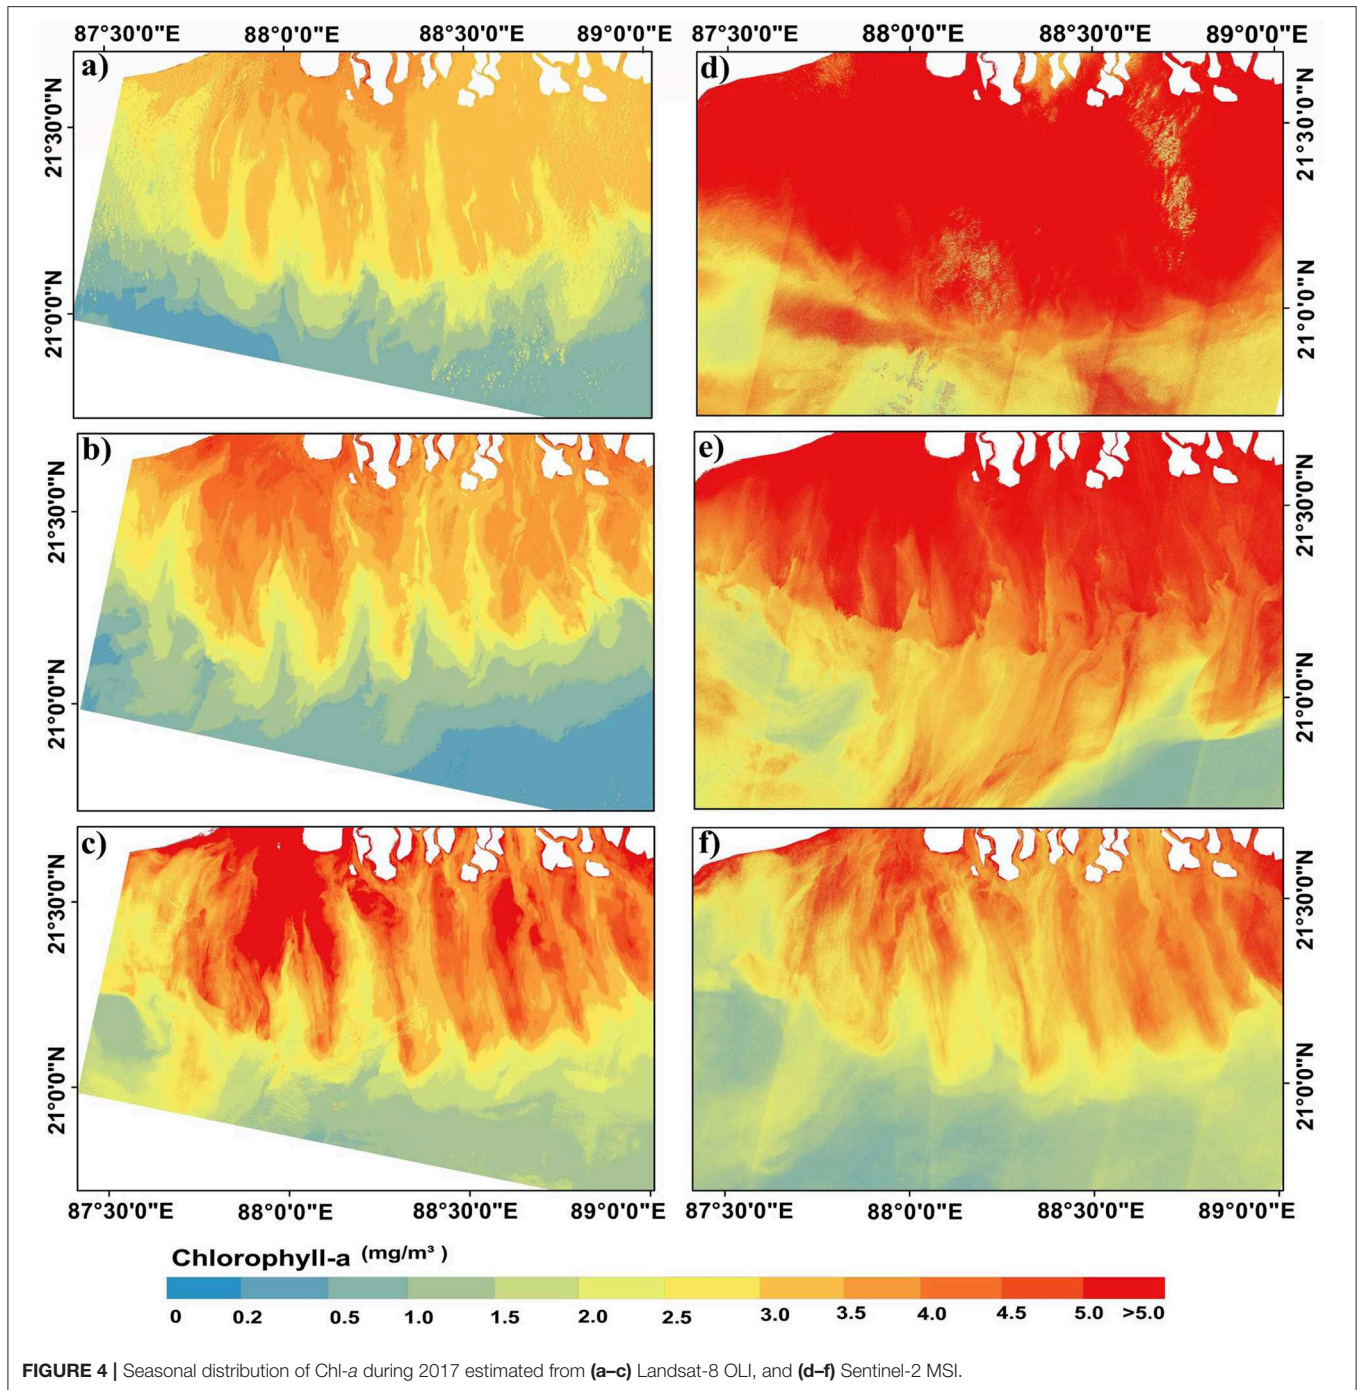 87°30'0"E 88°0'0"E 88°30'0"E 89°0'0"E
87°30'0"E 88°0'0"E 88°30'0"E 89°0'0"E
a)
d)
21°30'0"N
21°0'0"N
21°30'0"N
21°0'0"N
b)
e)
21°30'0"N
21°0'0"N
21°30'0"N
21°0'0"N
c)
f)
21°30'0"N
21°0'0"N
21°30'0"N
21°0'0"N
87°30'0"E 88°0'0"E 88°30'0"E 89°0'0"E
87°30'0"E 88°0'0"E 88°30'0"E 89°0'0"E
Chlorophyll-a (mg/m³ )
0 0.2 0.5 1.0 1.5 2.0 2.5 3.0 3.5 4.0 4.5 5.0 >5.0
FIGURE 4 | Seasonal distribution of Chl-a during 2017 estimated from (a–c) Landsat-8 OLI, and (d–f) Sentinel-2 MSI.